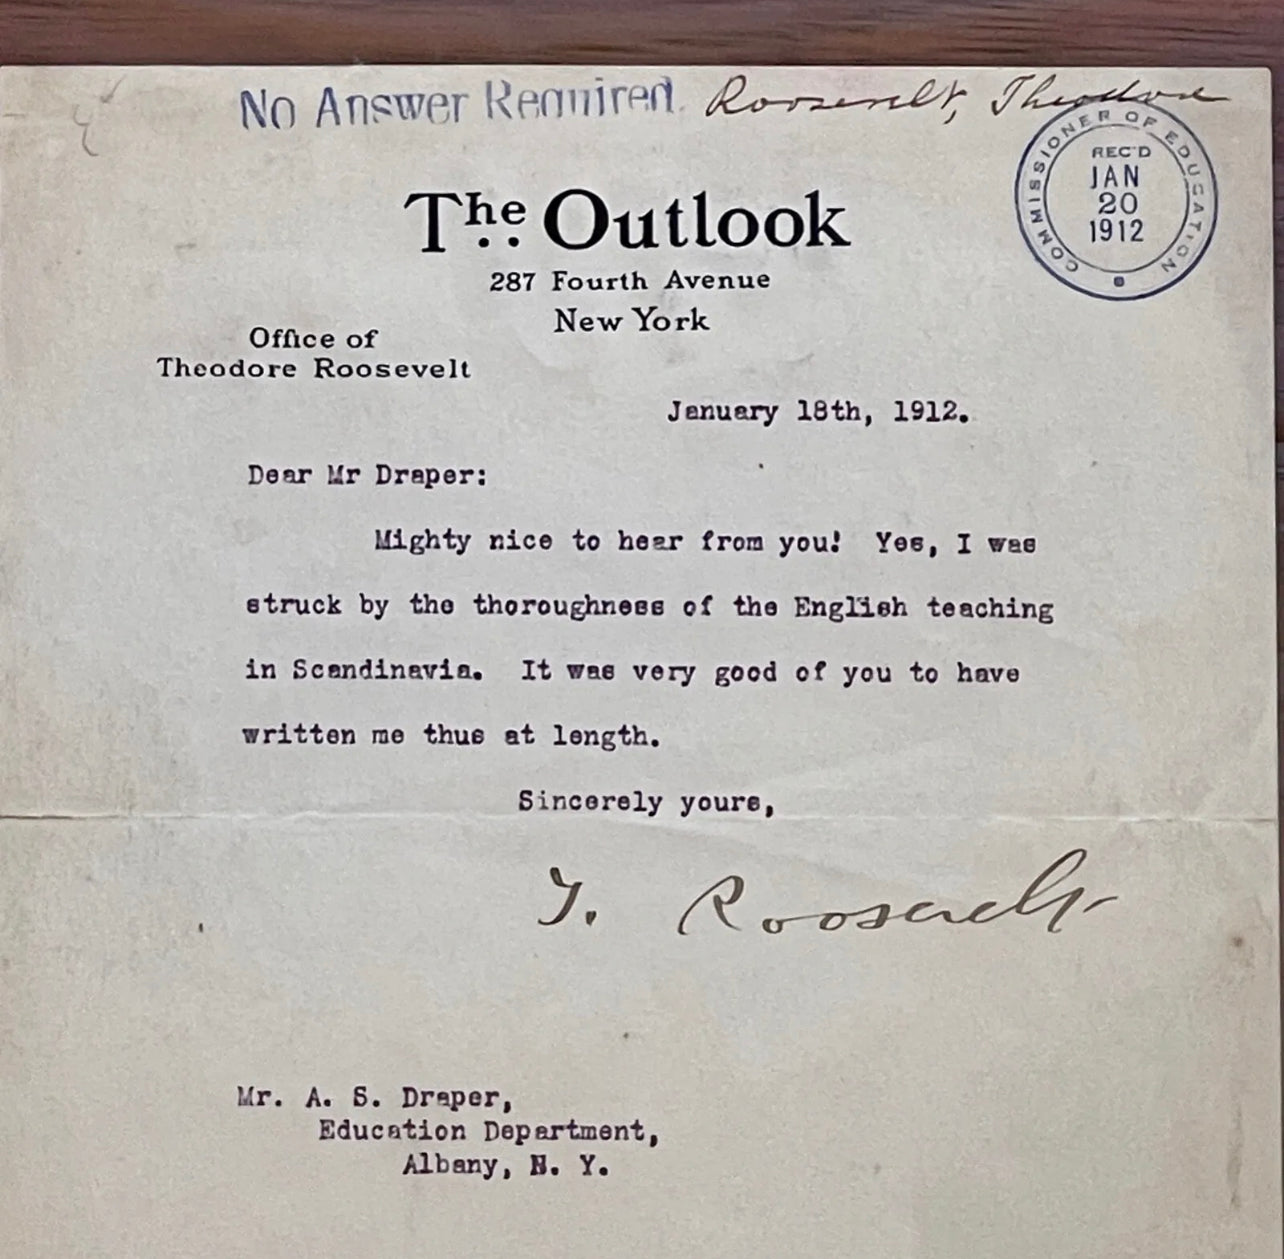 No Answer Required. Roosevelt, Theodore
COMMISSIONER OF EDUCATION
REC'D
JAN
20
1912
The Outlook
287 Fourth Avenue
New York
Office of
Theodore Roosevelt
January 18th, 1912.
Dear Mr Draper:
Mighty nice to hear from you! Yes, I was
struck by the thoroughness of the English teaching
in Scandinavia. It was very good of you to have
written me thus at length.
Sincerely yours,
T. Roosevelt
Mr. A. S. Draper,
Education Department,
Albany, N. Y.